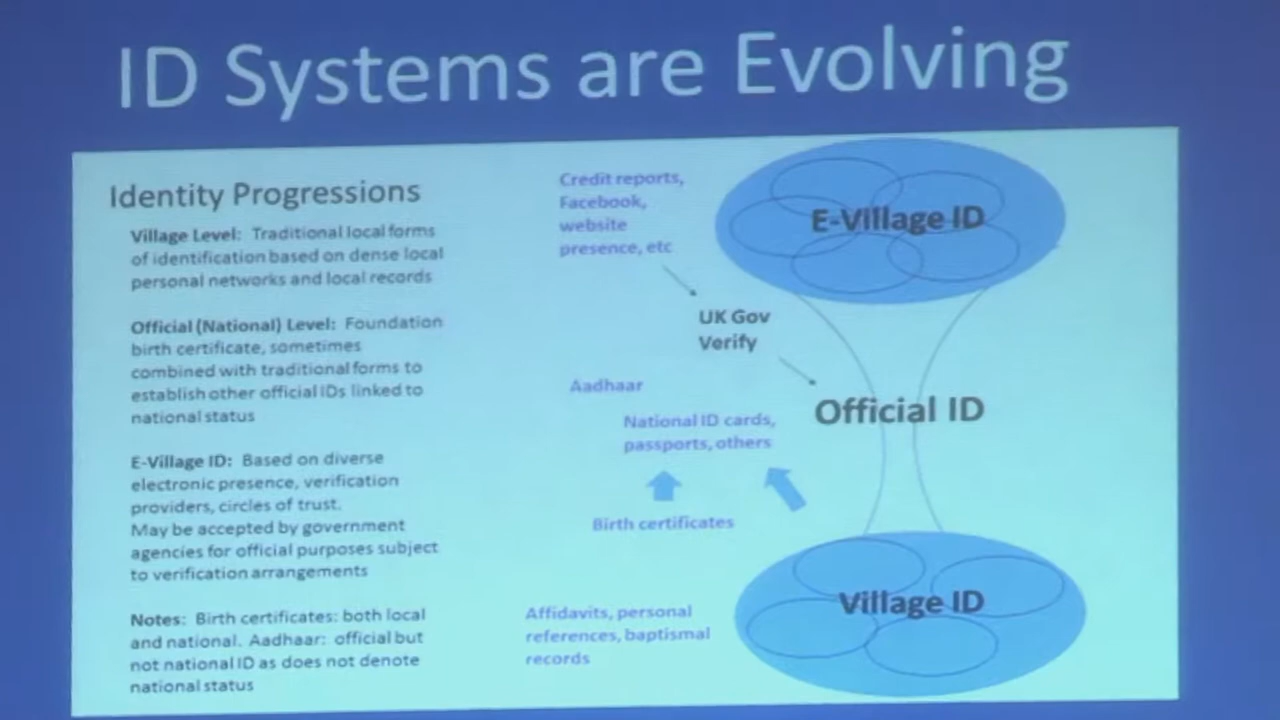 ID Systems are Evolving
Identity Progressions
Village Level: Traditional local forms
of identification based on dense local
personal networks and local records
Official (National) Level: Foundation
birth certificate, sometimes
combined with traditional forms to
establish other official IDs linked to
national status
E-Village ID: Based on diverse
electronic presence, verification
providers, circles of trust.
May be accepted by government
agencies for official purposes subject
to verification arrangements
Notes: Birth certificates: both local
and national. Aadhaar: official but
not national ID as does not denote
national status
Credit reports,
Facebook,
website
presence, etc
UK Gov
Verify
Aadhaar
National ID cards,
passports, others
Birth certificates
Affidavits, personal
references, baptismal
records
E-Village ID
Official ID
Village ID